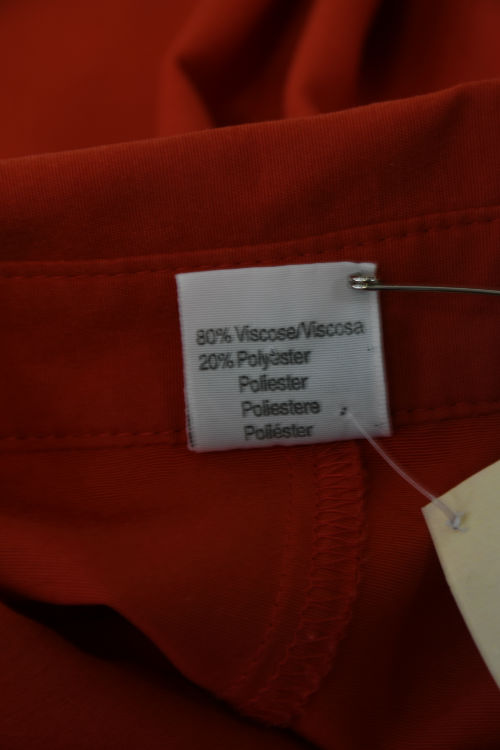 80% Viscose/Viscosa
20% Polyester
Poliester
Poliestere
Poliéster